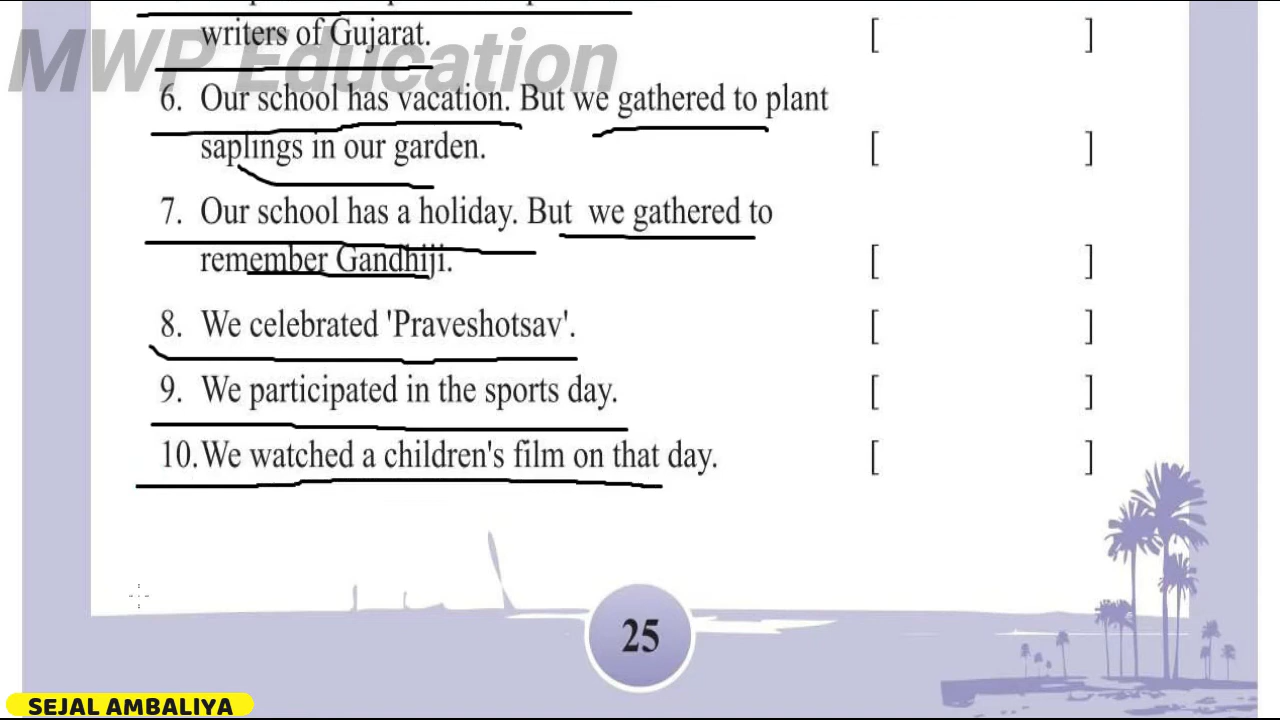 writers of Gujarat. [ ]
MWP Education
6. Our school has vacation. But we gathered to plant
saplings in our garden. [ ]
7. Our school has a holiday. But we gathered to
remember Gandhiji. [ ]
8. We celebrated 'Praveshotsav'. [ ]
9. We participated in the sports day. [ ]
10. We watched a children's film on that day. [ ]
25
SEJAL AMBALIYA